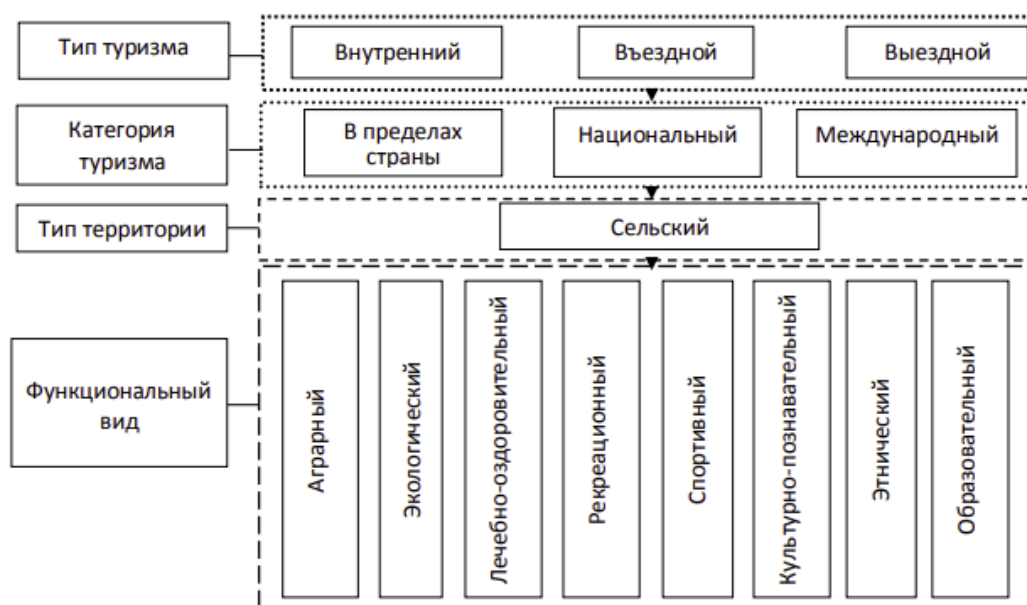 Тип туризма
Внутренний
Въездной
Выездной
Категория
туризма
В пределах
страны
Национальный
Международный
Тип территории
Сельский
Функциональный
вид
Аграрный
Экологический
Лечебно-оздоровительный
Рекреационный
Спортивный
Культурно-познавательный
Этнический
Образовательный